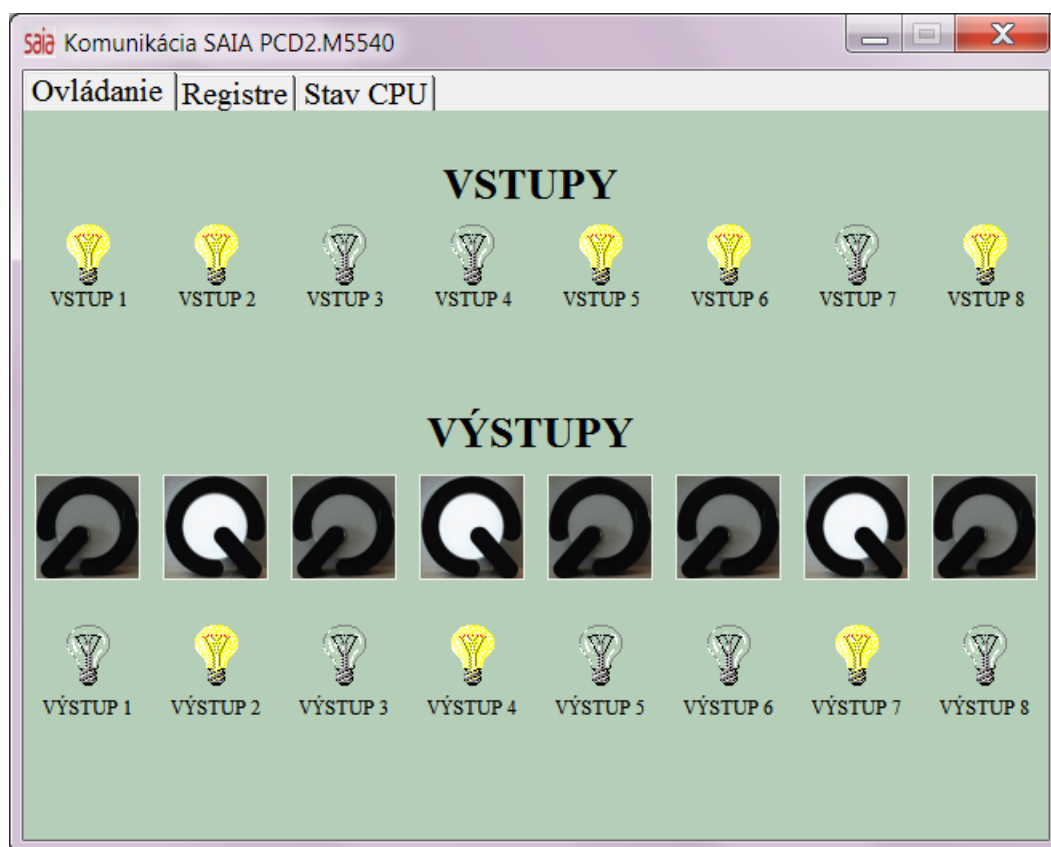 saia Komunikácia SAIA PCD2.M5540
Ovládanie Registre Stav CPU
VSTUPY
VSTUP 1 VSTUP 2 VSTUP 3 VSTUP 4 VSTUP 5 VSTUP 6 VSTUP 7 VSTUP 8
VÝSTUPY
VÝSTUP 1 VÝSTUP 2 VÝSTUP 3 VÝSTUP 4 VÝSTUP 5 VÝSTUP 6 VÝSTUP 7 VÝSTUP 8